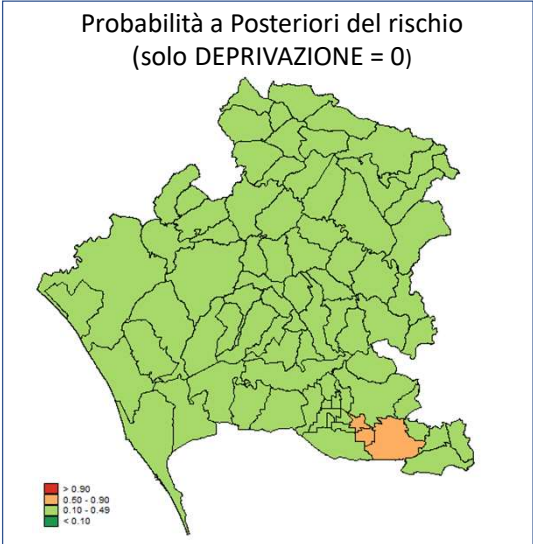 Probabilità a Posteriori del rischio
(solo DEPRIVAZIONE = 0)
> 0.90
0.50 - 0.90
0.10 - 0.49
< 0.10